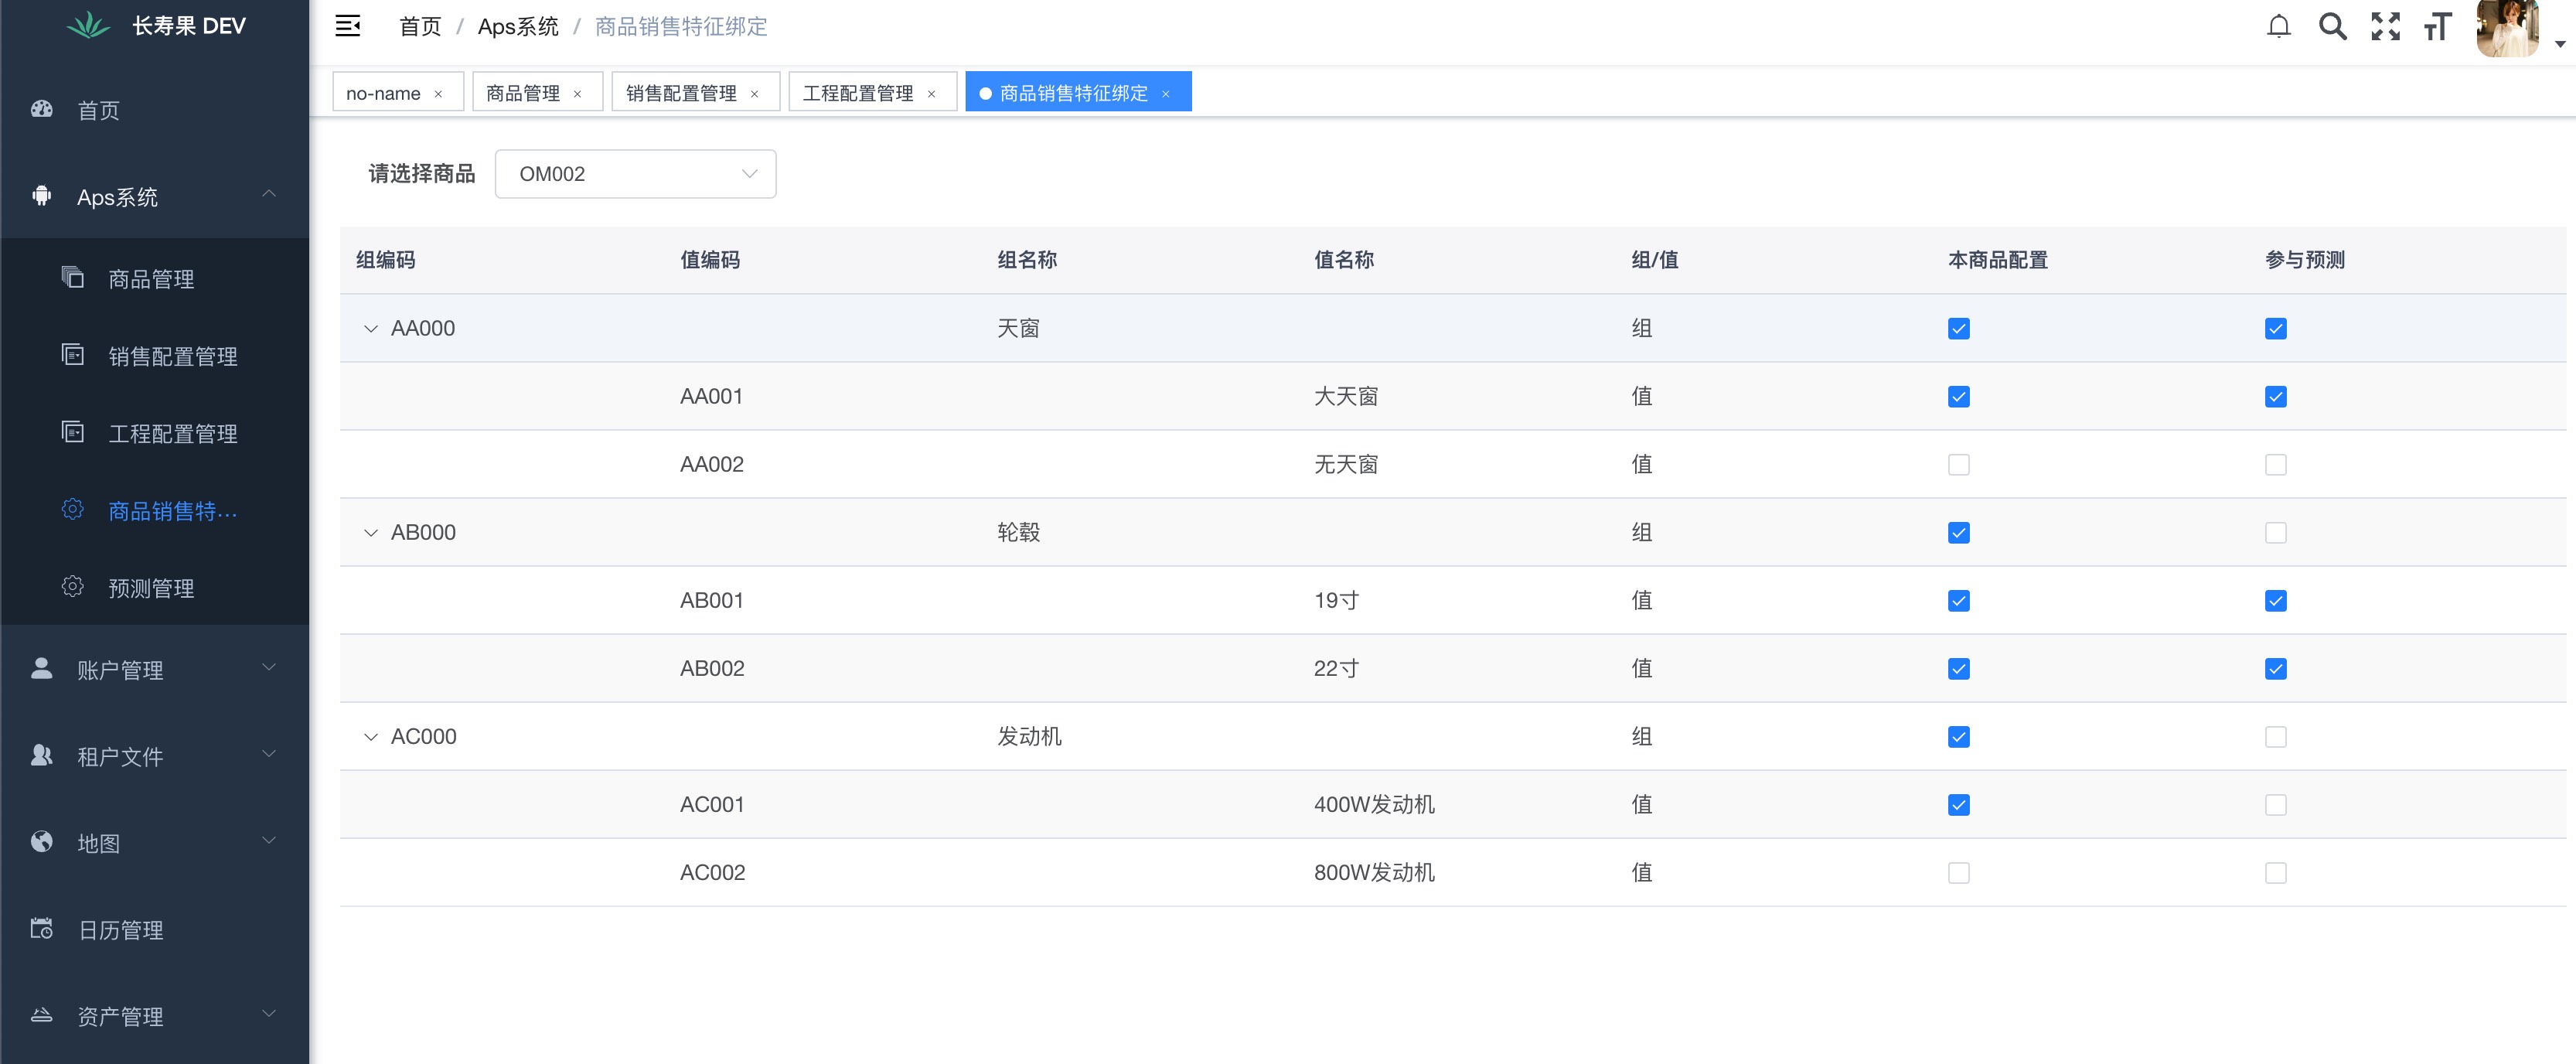 长寿果 DEV
首页 / Aps系统 / 商品销售特征绑定
no-name × 商品管理 × 销售配置管理 × 工程配置管理 × 商品销售特征绑定 ×
首页
Aps系统
商品管理
销售配置管理
工程配置管理
商品销售特...
预测管理
账户管理
租户文件
地图
日历管理
资产管理
请选择商品 OM002
组编码 值编码 组名称 值名称 组/值 本商品配置 参与预测
AA000 天窗 组
AA001 大天窗 值
AA002 无天窗 值
AB000 轮毂 组
AB001 19寸 值
AB002 22寸 值
AC000 发动机 组
AC001 400W发动机 值
AC002 800W发动机 值